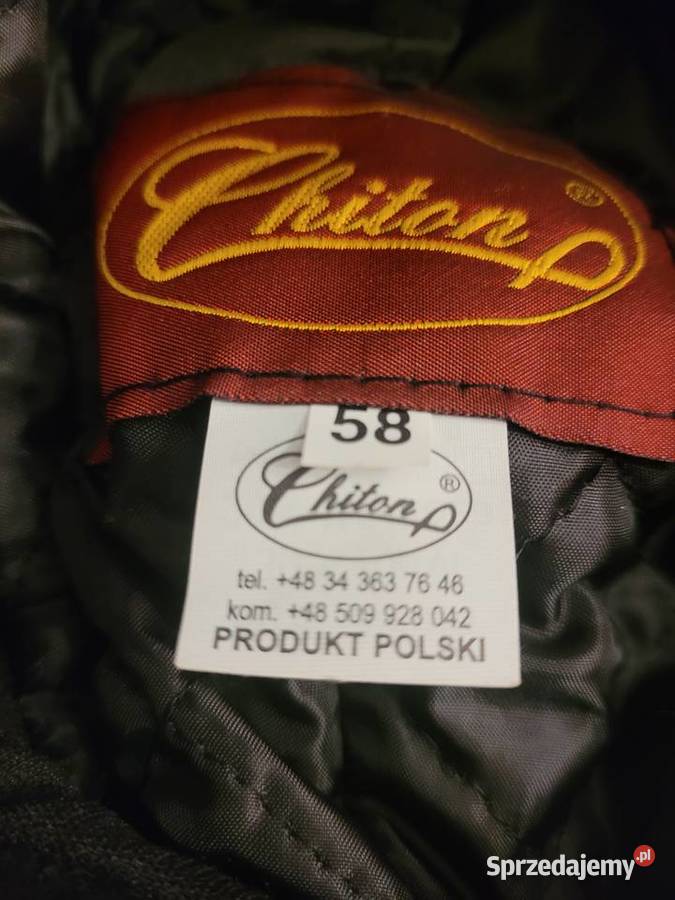 Chiton ®
58
Chiton ®
tel. +48 34 363 76 46
kom. +48 509 928 042
PRODUKT POLSKI
Sprzedajemy.pl